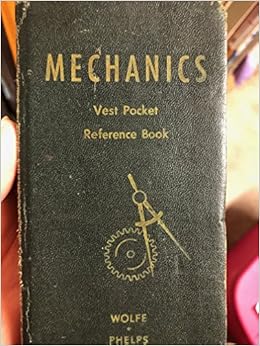 MECHANICS
Vest Pocket
Reference Book
WOLFE
•
PHELPS